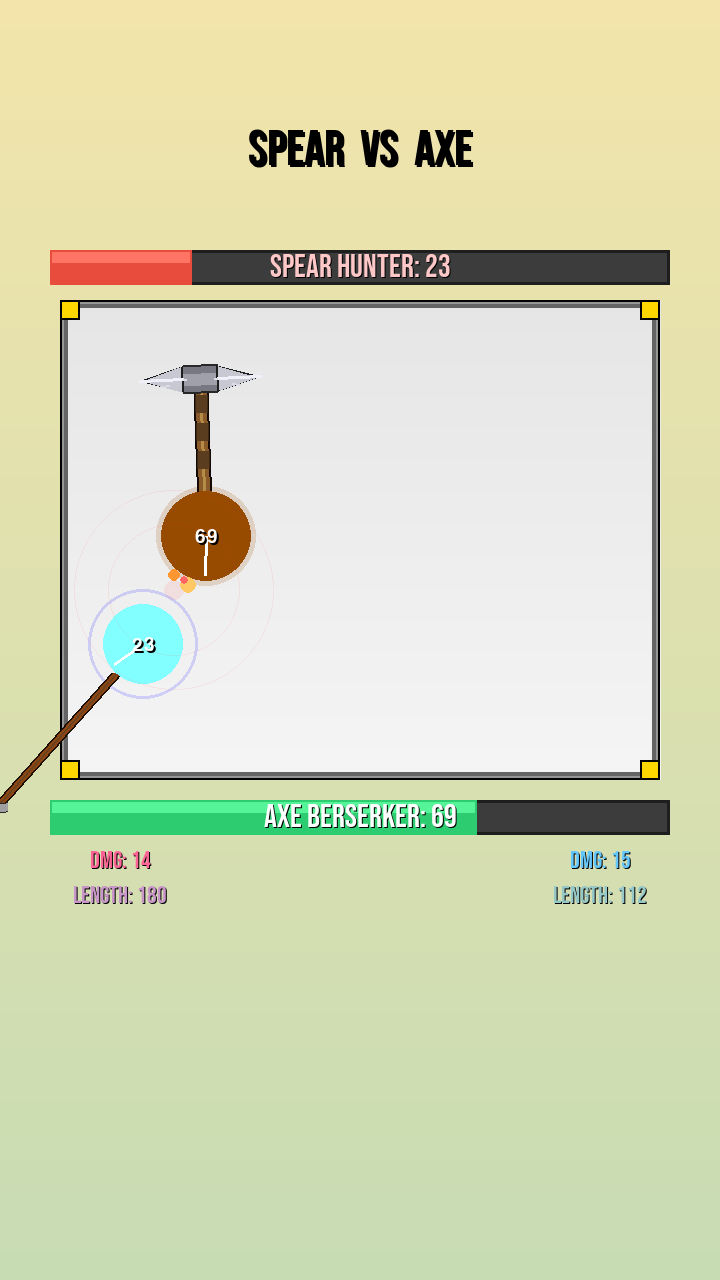 SPEAR VS AXE
SPEAR HUNTER: 23
69
23
AXE BERSERKER: 69
DMG: 14
DMG: 15
LENGTH: 180
LENGTH: 112